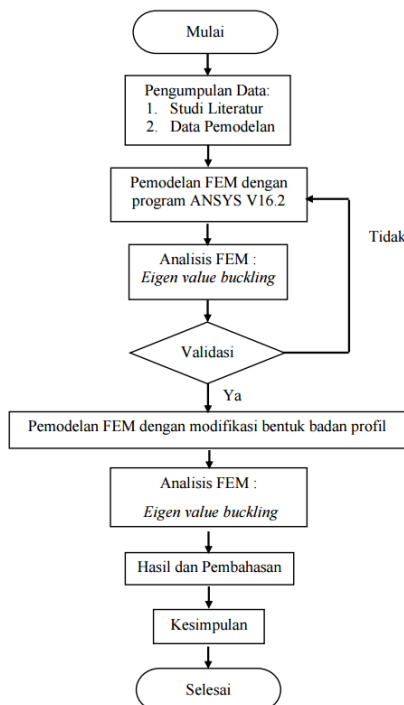 Mulai
Pengumpulan Data:
1. Studi Literatur
2. Data Pemodelan
Pemodelan FEM dengan
program ANSYS V16.2
Tidak
Analisis FEM :
Eigen value buckling
Validasi
Ya
Pemodelan FEM dengan modifikasi bentuk badan profil
Analisis FEM :
Eigen value buckling
Hasil dan Pembahasan
Kesimpulan
Selesai